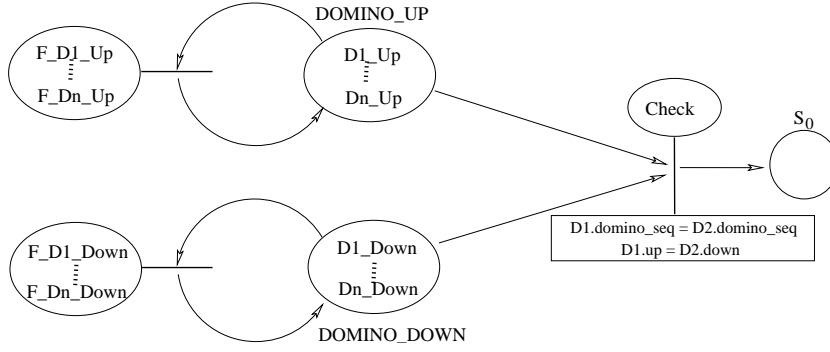 DOMINO_UP
F_D1_Up
F_Dn_Up
D1_Up
Dn_Up
Check
S0
D1.domino_seq = D2.domino_seq
D1.up = D2.down
F_D1_Down
F_Dn_Down
D1_Down
Dn_Down
DOMINO_DOWN